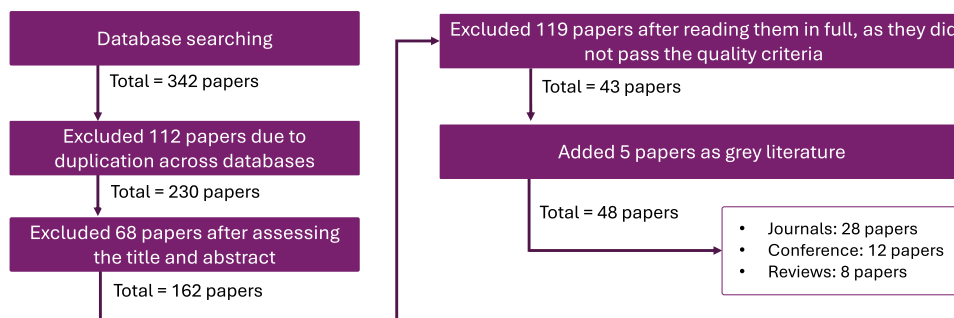 Database searching
Total = 342 papers
Excluded 112 papers due to
duplication across databases
Total = 230 papers
Excluded 68 papers after assessing
the title and abstract
Total = 162 papers
Excluded 119 papers after reading them in full, as they did
not pass the quality criteria
Total = 43 papers
Added 5 papers as grey literature
Total = 48 papers
• Journals: 28 papers
• Conference: 12 papers
• Reviews: 8 papers